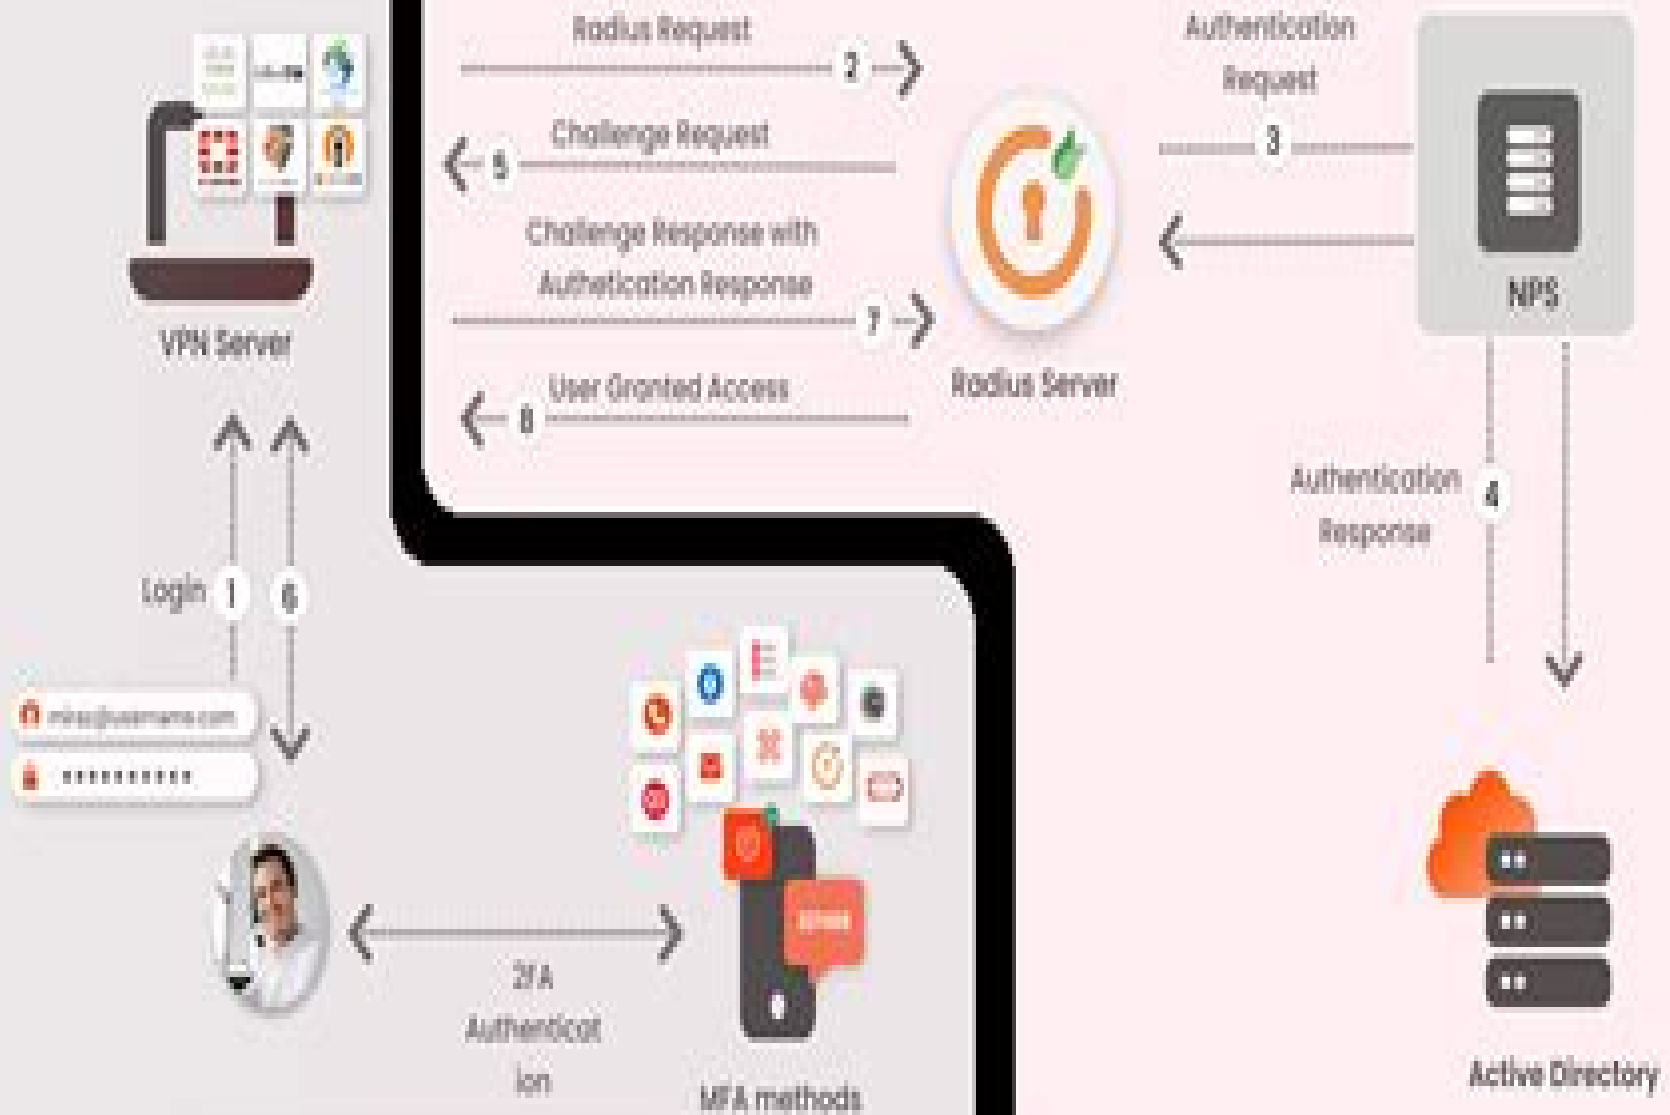 Radius Request
2
Authentication
Request
3
Challenge Request
5
Challenge Response with
Authetication Response
7
NPS
VPN Server
User Granted Access
8
Radius Server
Authentication
Response
4
Login
1
6
2FA
Authenticat
ion
MFA methods
Active Directory